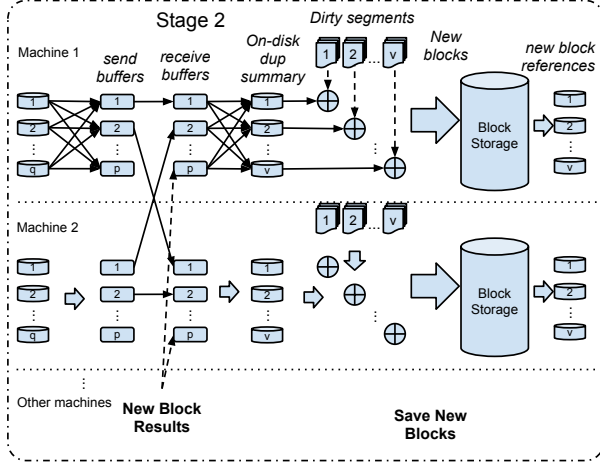 Stage 2
Dirty segments
Machine 1
send buffers
receive buffers
On-disk dup summary
1 2 ... v
New blocks
new block references
1 1 1 1 1
2 2 2 2 2
⋮
q p p v v
Block Storage
Machine 2
1 2 ... v
1 1 1 1 1
2 2 2 2 2
⋮
q p p v v
Block Storage
⋮
Other machines
New Block Results
Save New Blocks